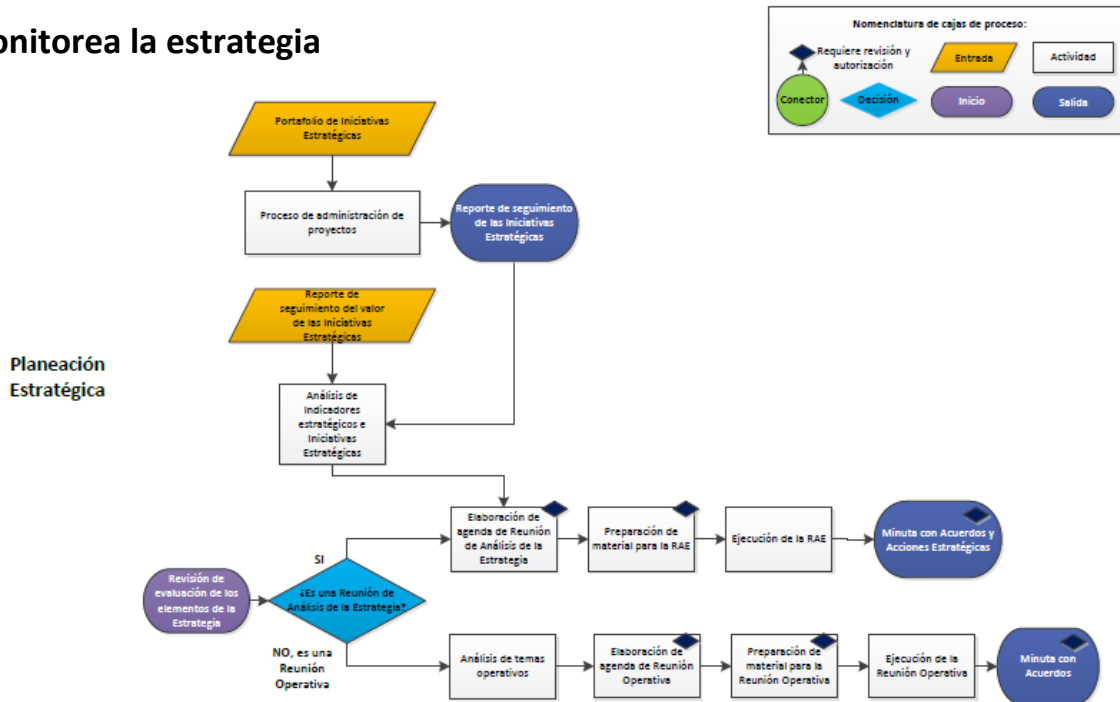 onitorea la estrategia
Nomenclatura de cajas de proceso:
Requiere revisión y
autorización
Entrada
Actividad
Conector
Decisión
Inicio
Salida
Portafolio de Iniciativas
Estratégicas
Proceso de administración de
proyectos
Reporte de seguimiento
de las Iniciativas
Estratégicas
Reporte de
seguimiento del valor
de las Iniciativas
Estratégicas
Planeación
Estratégica
Análisis de
Indicadores
estratégicos e
Iniciativas
Estratégicas
Elaboración de
agenda de Reunión
de Análisis de la
Estrategia
Preparación de
material para la RAE
Ejecución de la RAE
Minuta con Acuerdos y
Acciones Estratégicas
SI
Revisión de
evaluación de los
elementos de la
Estrategia
¿Es una Reunión de
Análisis de la Estrategia?
NO, es una
Reunión
Operativa
Análisis de temas
operativos
Elaboración de
agenda de Reunión
Operativa
Preparación de
material para la
Reunión Operativa
Ejecución de la
Reunión Operativa
Minuta con
Acuerdos